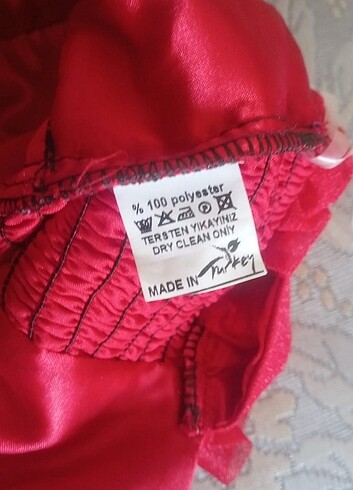 % 100 polyester
TERSTEN YIKAYINIZ
DRY CLEAN ONlY
MADE IN Turkey